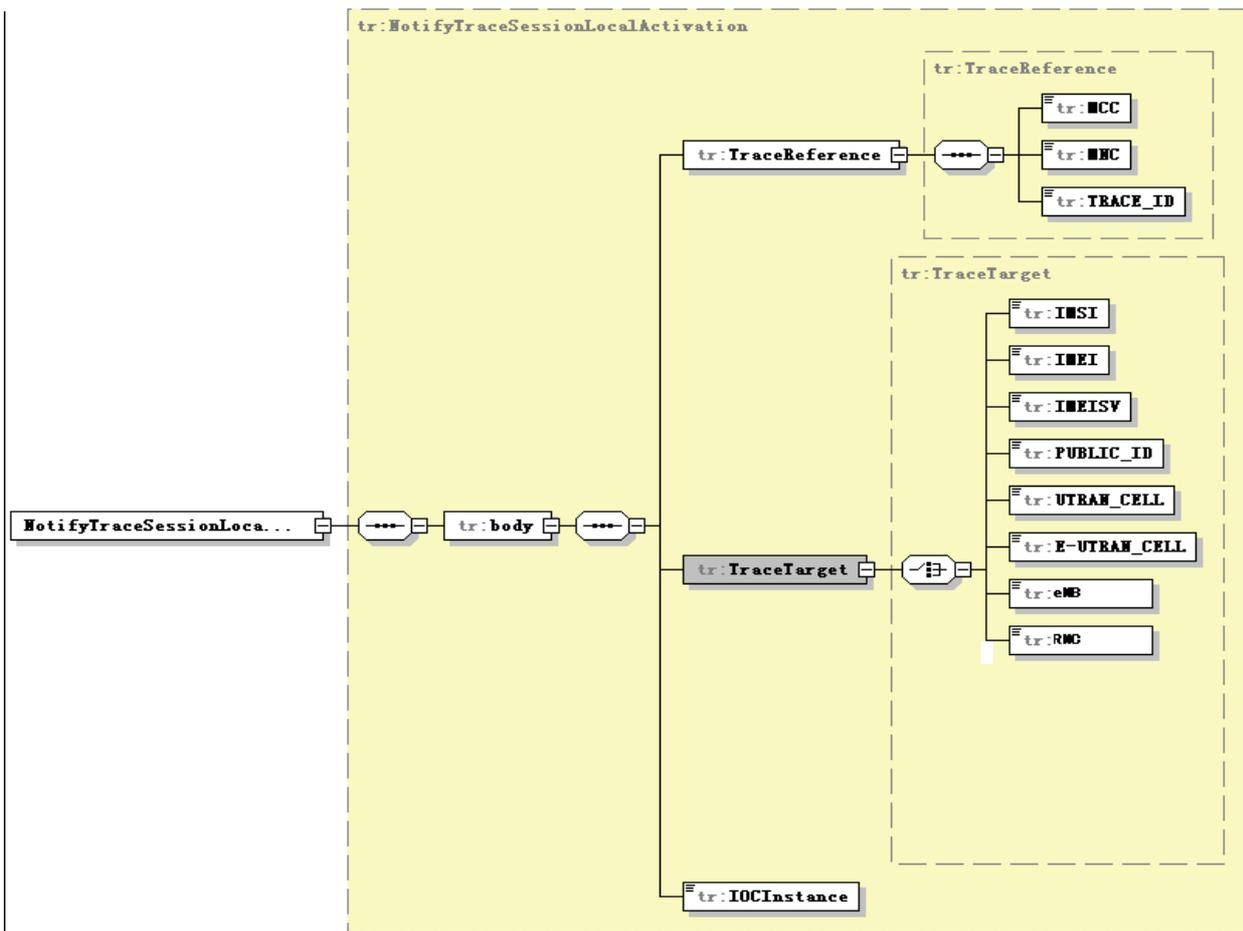 tr:NotifyTraceSessionLocalActivation
tr:TraceReference
tr:MCC
tr:TraceReference
tr:MNC
tr:TRACE_ID
tr:TraceTarget
tr:IMSI
tr:IMEI
tr:IMEISV
tr:PUBLIC_ID
tr:UTRAN_CELL
NotifyTraceSessionLoca...
tr:body
tr:E-UTRAN_CELL
tr:TraceTarget
tr:eNB
tr:RNC
tr:IOCInstance